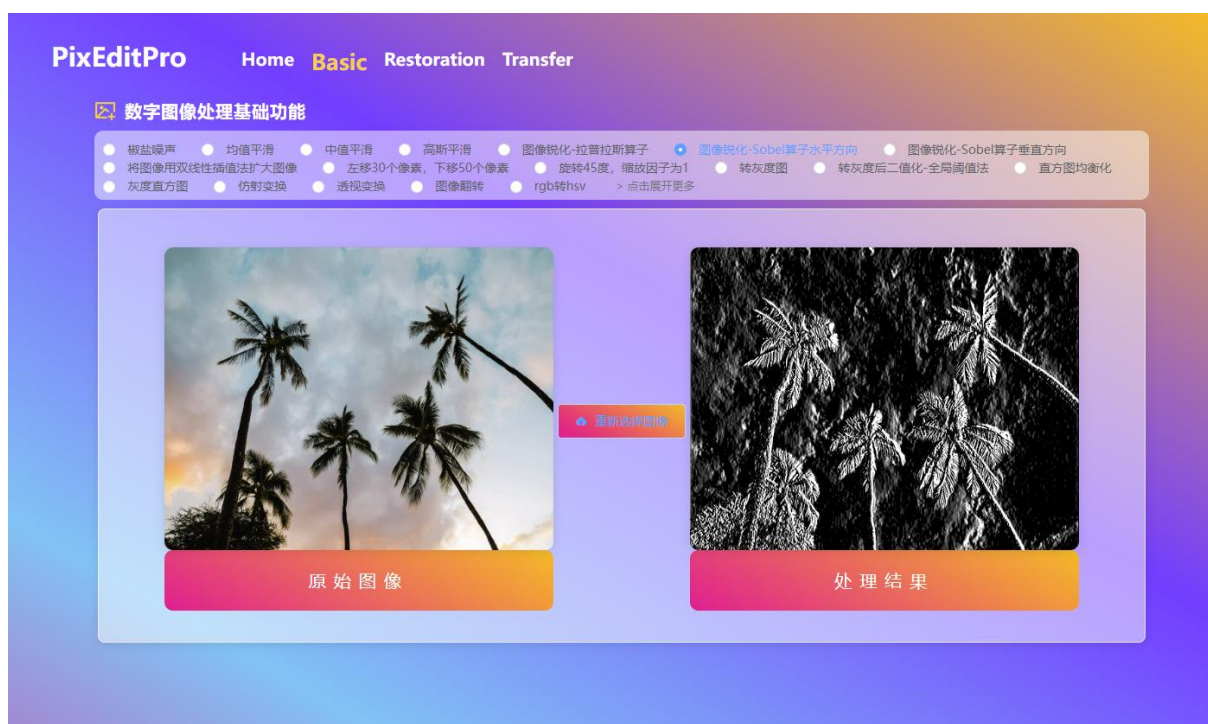 PixEditPro Home Basic Restoration Transfer
数字图像处理基础功能
椒盐噪声 均值平滑 中值平滑 高斯平滑 图像锐化-拉普拉斯算子 图像锐化-Sobel算子水平方向 图像锐化-Sobel算子垂直方向
将图像用双线性插值法扩大图像 左移30个像素，下移50个像素 旋转45度，缩放因子为1 转灰度图 转灰度后二值化-全局阈值法 直方图均衡化
灰度直方图 仿射变换 透视变换 图像翻转 rgb转hsv > 点击展开更多
重新选择图像
原始图像 处理结果